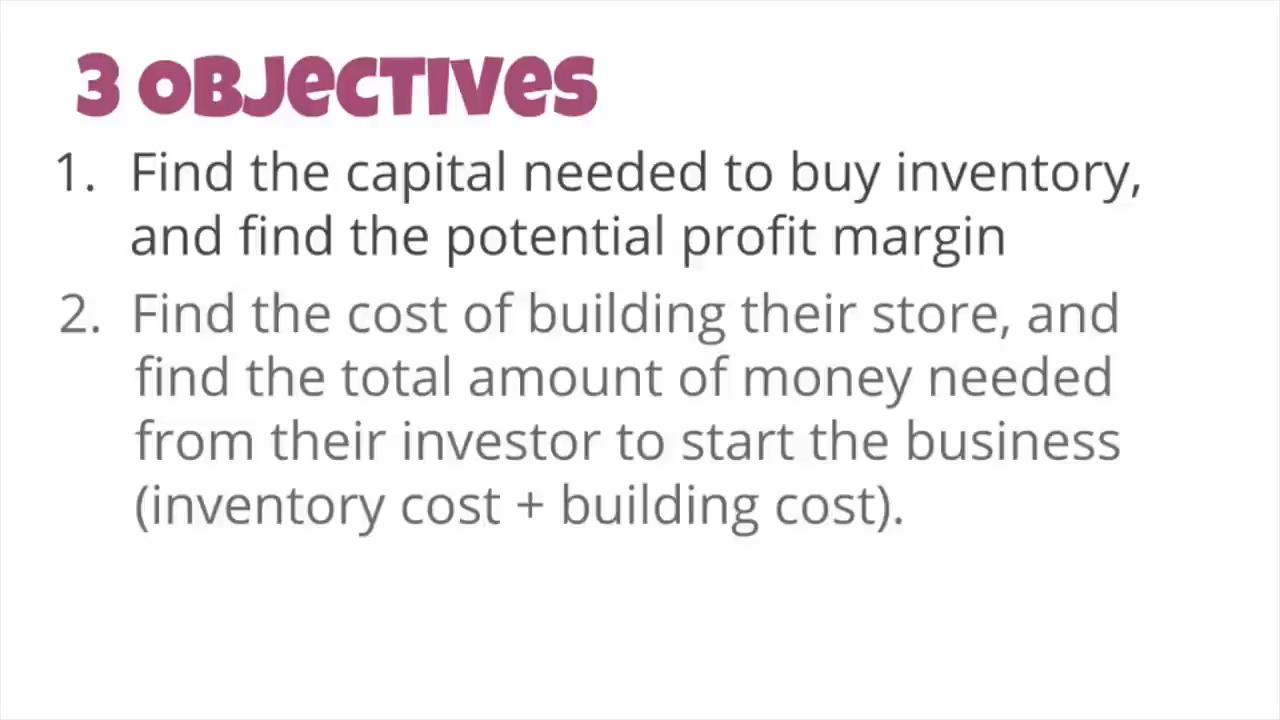 3 OBJECTIVES
1. Find the capital needed to buy inventory,
and find the potential profit margin
2. Find the cost of building their store, and
find the total amount of money needed
from their investor to start the business
(inventory cost + building cost).